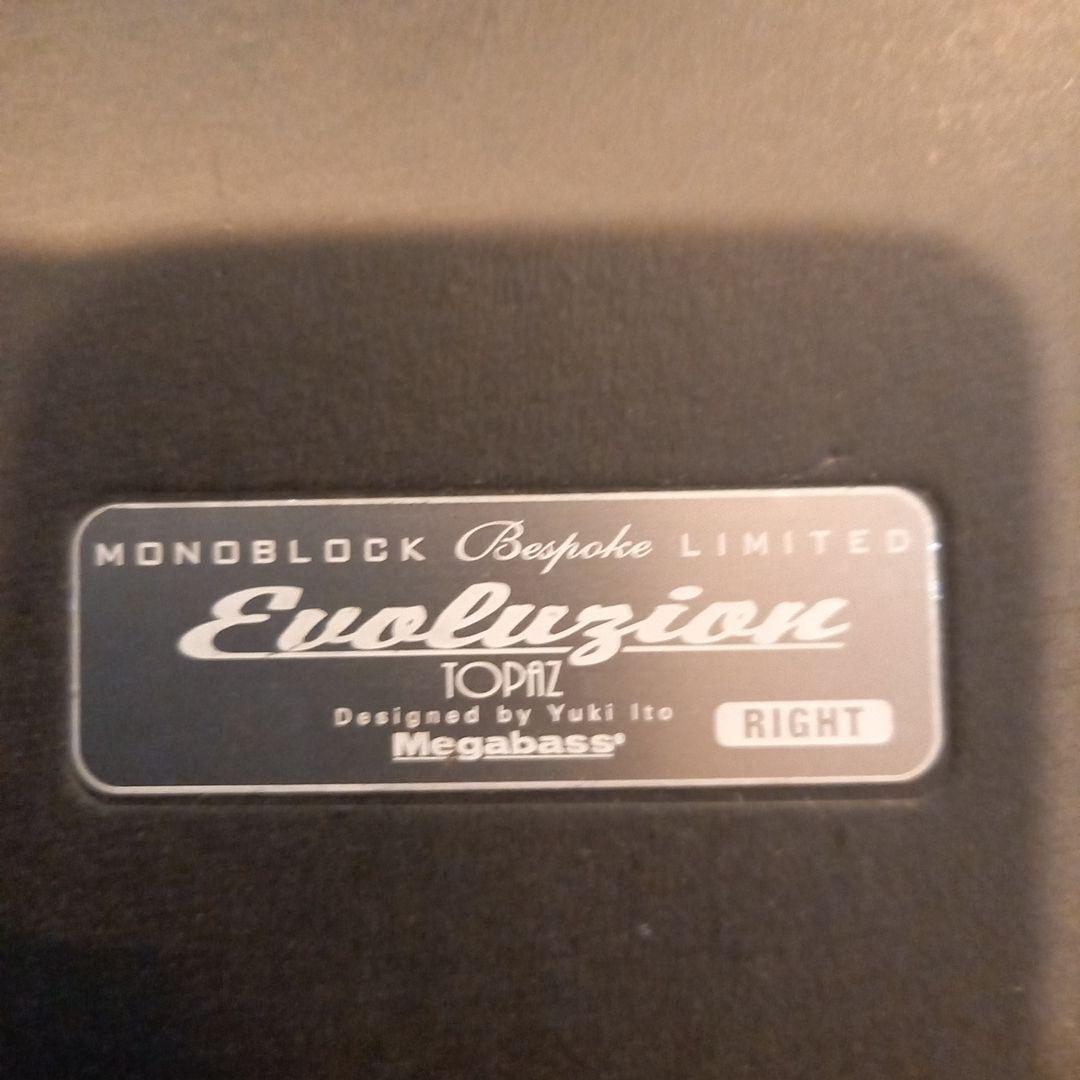 MONOBLOCK Bespoke LIMITED
Evoluzion
TOPAZ
Designed by Yuki Ito
Megabass®
RIGHT